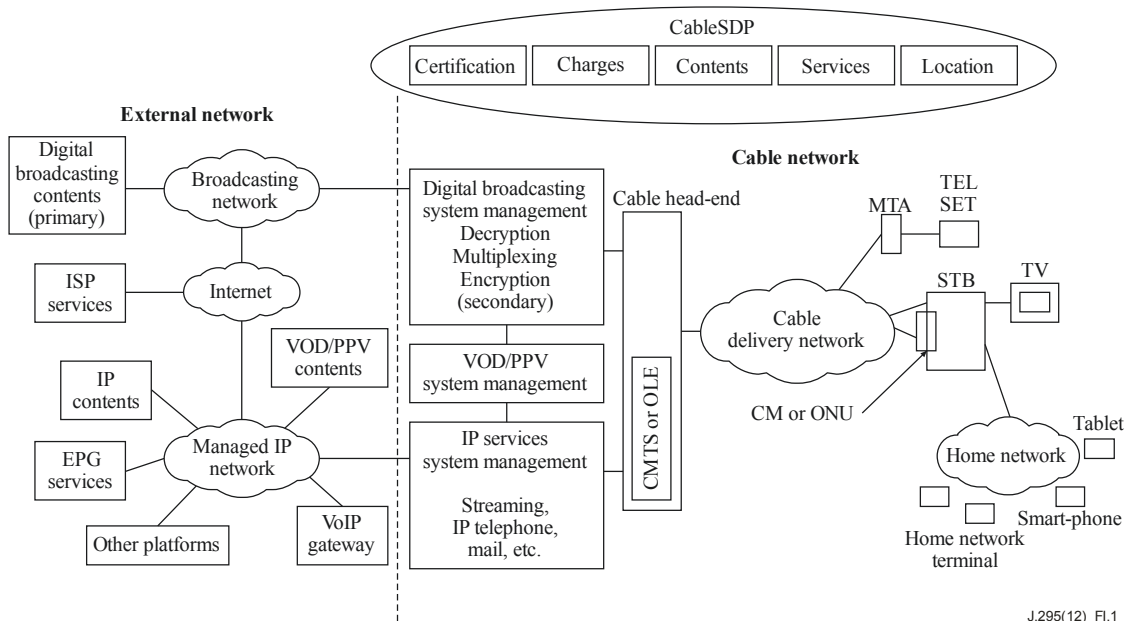 CableSDP
Certification
Charges
Contents
Services
Location
External network
Digital
broadcasting
contents
(primary)
Broadcasting
network
ISP
services
Internet
IP
contents
VOD/PPV
contents
EPG
services
Managed IP
network
Other platforms
VoIP
gateway
Cable network
Digital broadcasting
system management
Decryption
Multiplexing
Encryption
(secondary)
VOD/PPV
system management
IP services
system management
Streaming,
IP telephone,
mail, etc.
Cable head-end
CMTS or OLE
Cable
delivery network
MTA
TEL
SET
STB
TV
CM or ONU
Home network
Tablet
Smart-phone
Home network
terminal
J.295(12)_FI.1